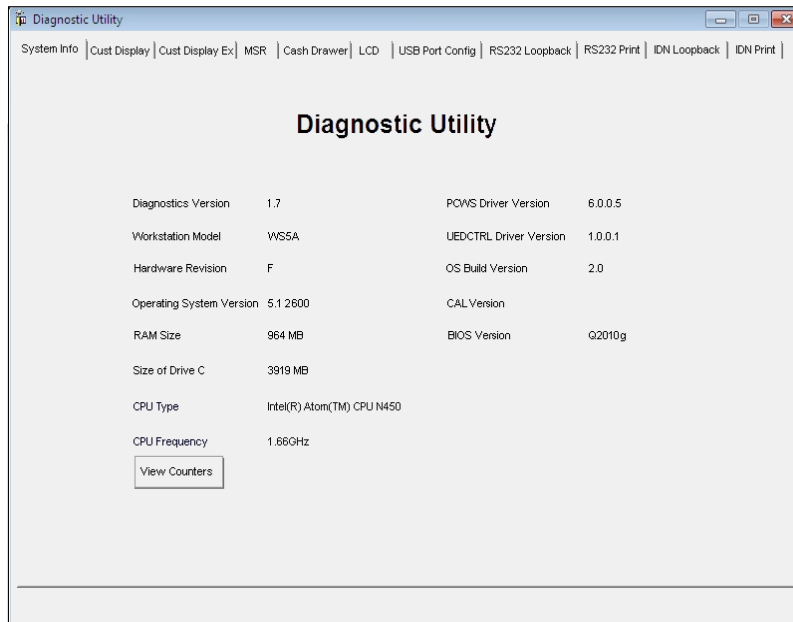 Diagnostic Utility
System Info Cust Display Cust Display Ex MSR Cash Drawer LCD USB Port Config RS232 Loopback RS232 Print IDN Loopback IDN Print
Diagnostic Utility
Diagnostics Version 1.7 PCWS Driver Version 6.0.0.5
Workstation Model WS5A UEDCTRL Driver Version 1.0.0.1
Hardware Revision F OS Build Version 2.0
Operating System Version 5.1 2600 CAL Version
RAM Size 964 MB BIOS Version Q2010g
Size of Drive C 3919 MB
CPU Type Intel(R) Atom(TM) CPU N450
CPU Frequency 1.66GHz
View Counters